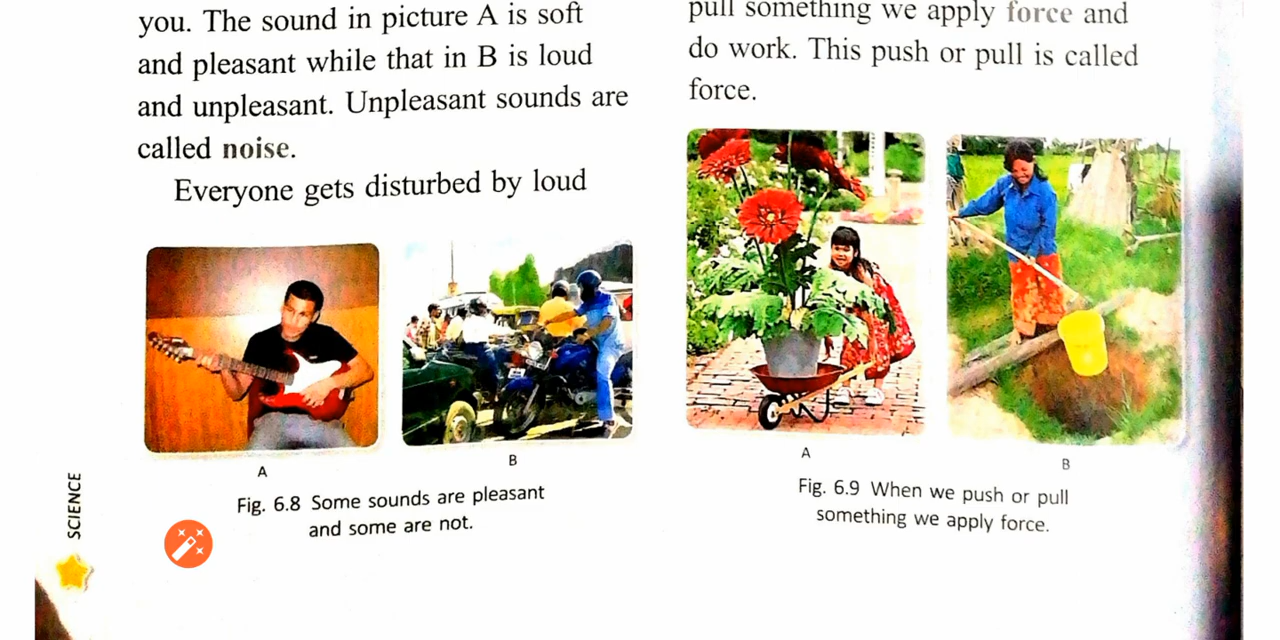 you. The sound in picture A is soft
and pleasant while that in B is loud
and unpleasant. Unpleasant sounds are
called noise.
Everyone gets disturbed by loud
A
B
Fig. 6.8 Some sounds are pleasant
and some are not.
SCIENCE
pull something we apply force and
do work. This push or pull is called
force.
A
B
Fig. 6.9 When we push or pull
something we apply force.